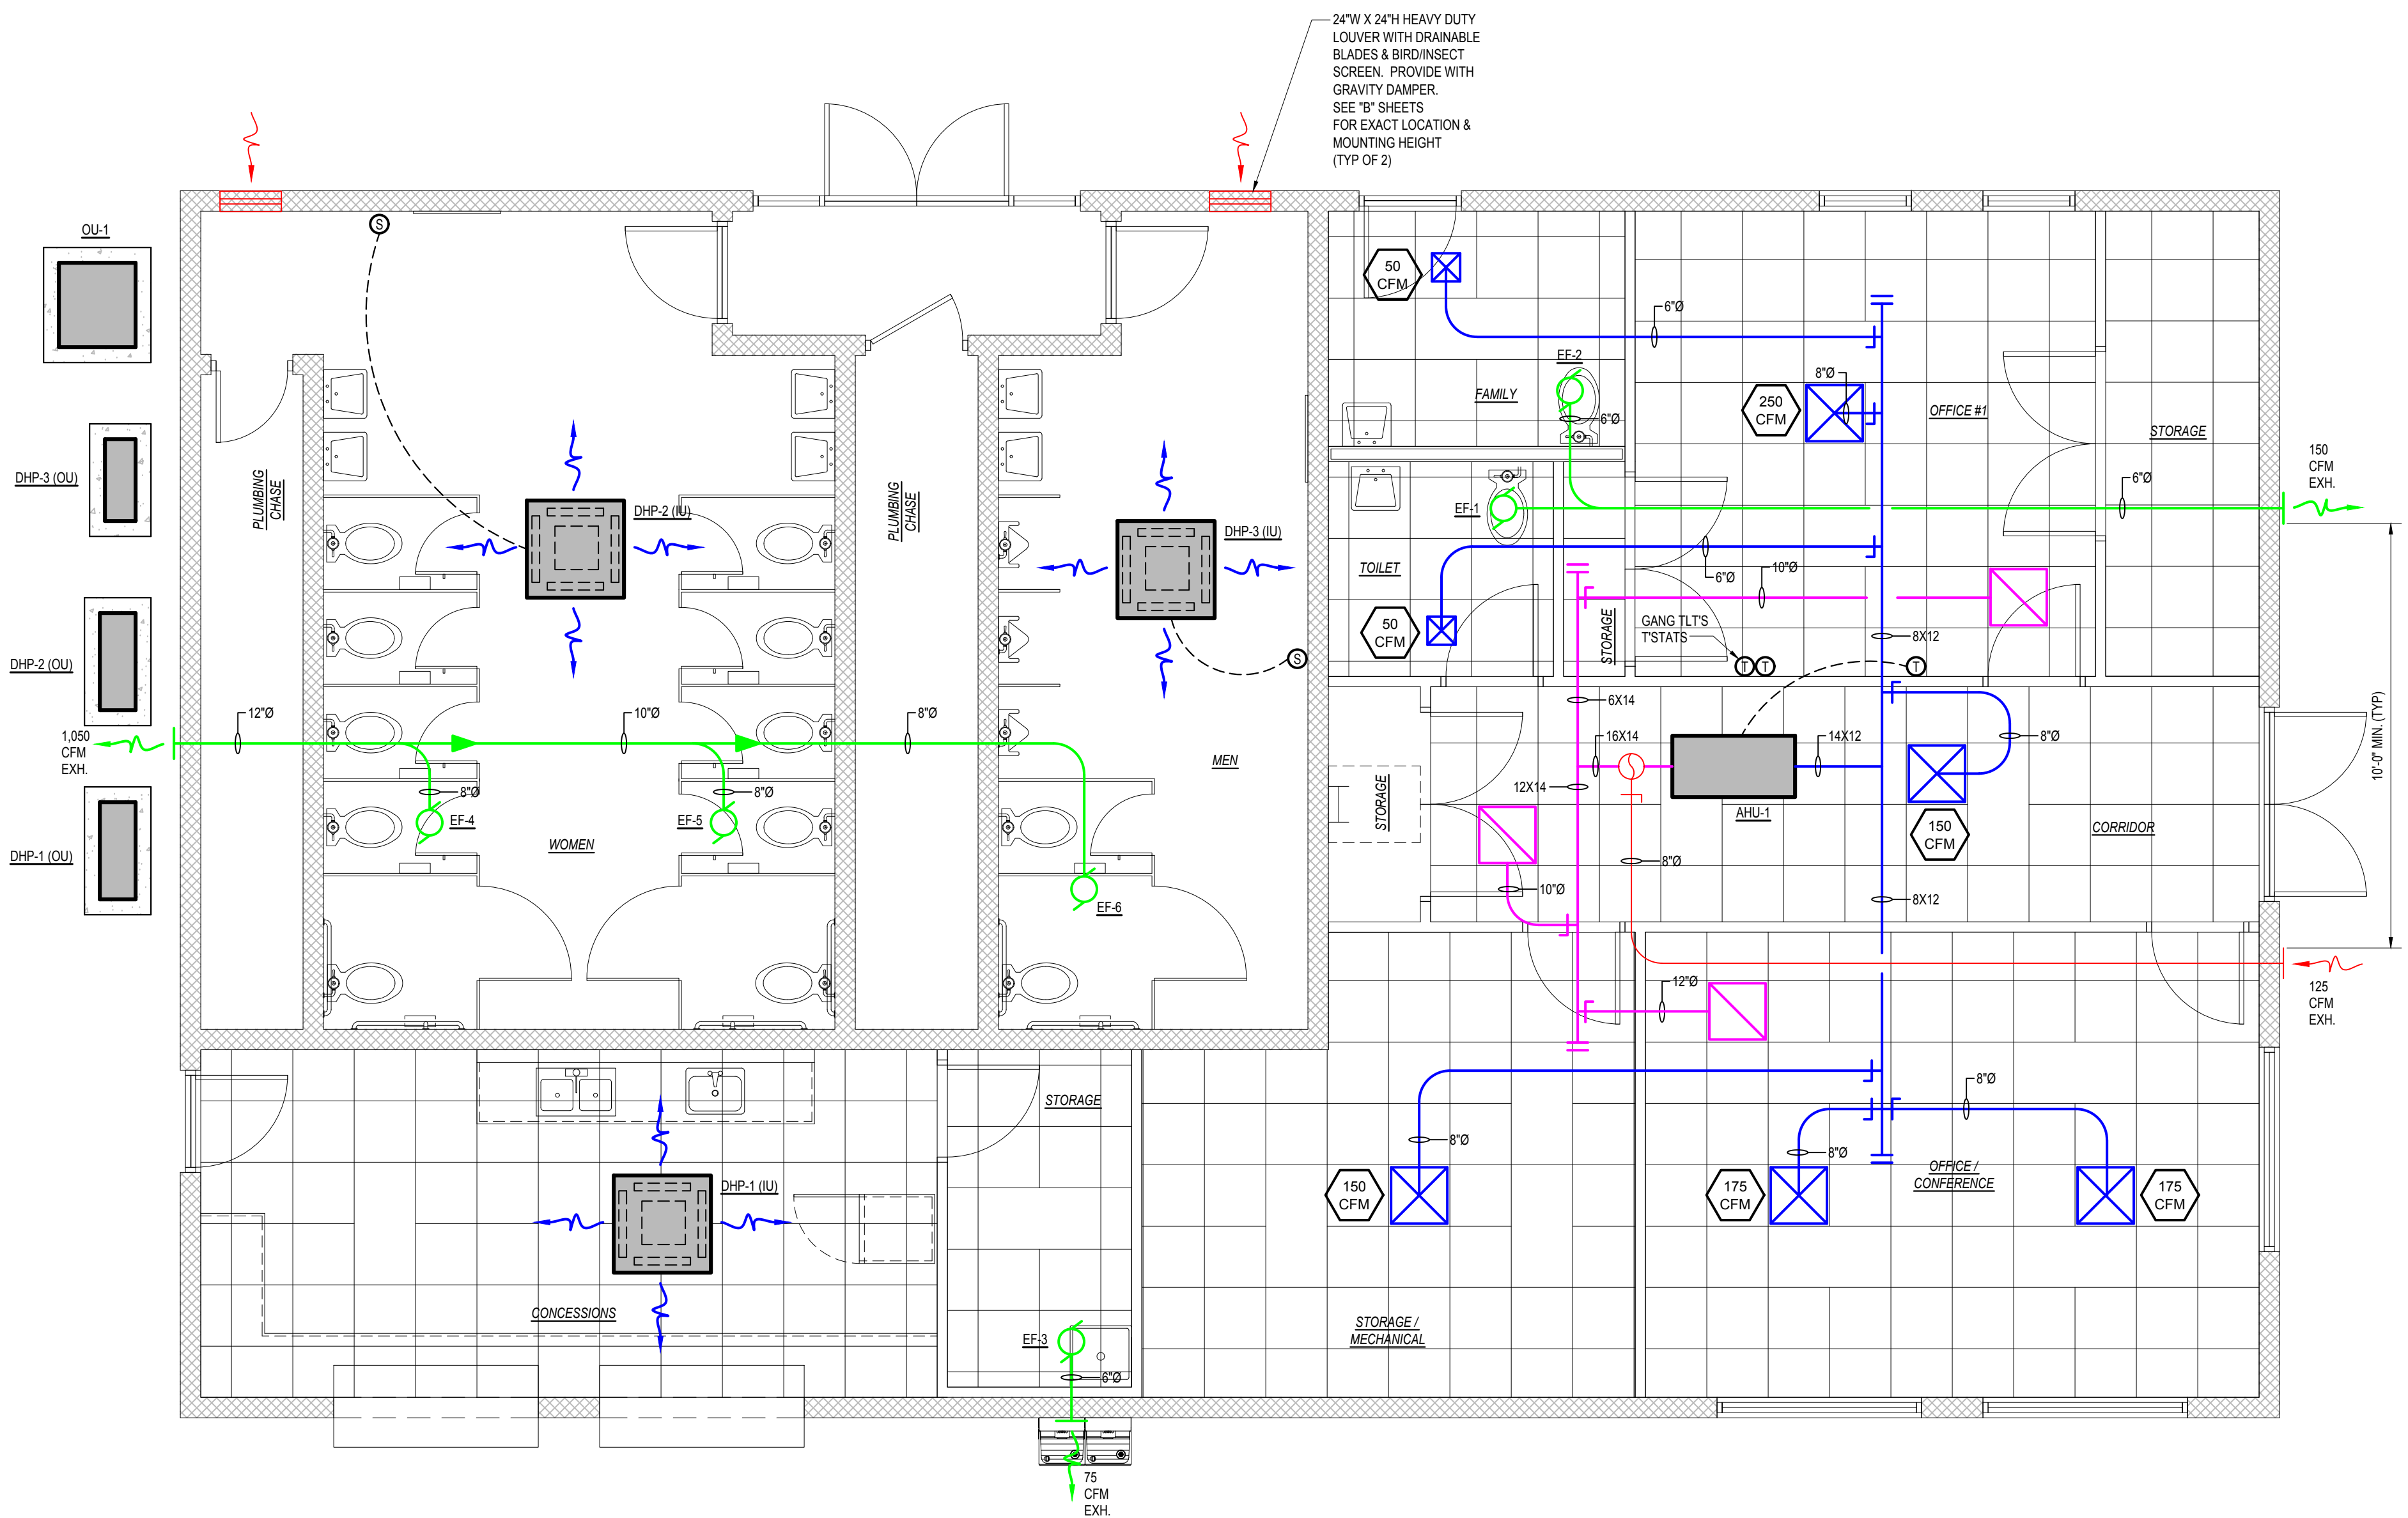 24"W X 24"H HEAVY DUTY
LOUVER WITH DRAINABLE
BLADES & BIRD/INSECT
SCREEN. PROVIDE WITH
GRAVITY DAMPER.
SEE "B" SHEETS
FOR EXACT LOCATION &
MOUNTING HEIGHT
(TYP OF 2)
OU-1
S
50
CFM
6"Ø
EF-2
8"Ø
FAMILY
6"Ø
250
CFM
OFFICE #1
STORAGE
150
CFM
EXH.
DHP-3 (OU)
PLUMBING
CHASE
DHP-2 (IU)
PLUMBING
CHASE
DHP-3 (IU)
EF-1
6"Ø
TOILET
6"Ø
10"Ø
50
CFM
STORAGE
GANG TLT'S
T'STATS
T
T
T
8X12
S
DHP-2 (OU)
6X14
12"Ø
10"Ø
8"Ø
16X14
14X12
8"Ø
1,050
CFM
EXH.
MEN
10'-0" MIN. (TYP)
8"Ø
8"Ø
12X14
STORAGE
AHU-1
150
CFM
CORRIDOR
EF-4
EF-5
WOMEN
DHP-1 (OU)
8"Ø
10"Ø
8X12
EF-6
12"Ø
125
CFM
EXH.
8"Ø
STORAGE
8"Ø
8"Ø
DHP-1 (IU)
150
CFM
175
CFM
OFFICE /
CONFERENCE
175
CFM
CONCESSIONS
EF-3
STORAGE /
MECHANICAL
6"Ø
75
CFM
EXH.